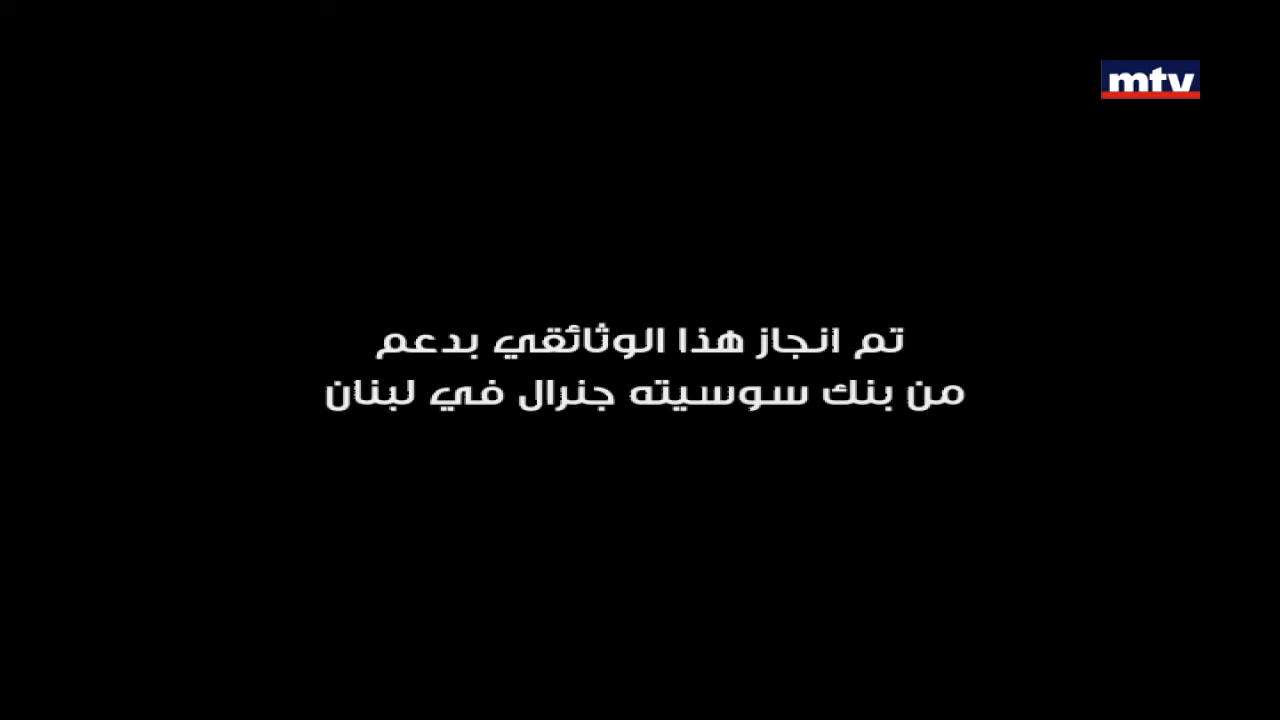 mtv
تم انجاز هذا الوثائقي بدعم
من بنك سوسيته جنرال في لبنان